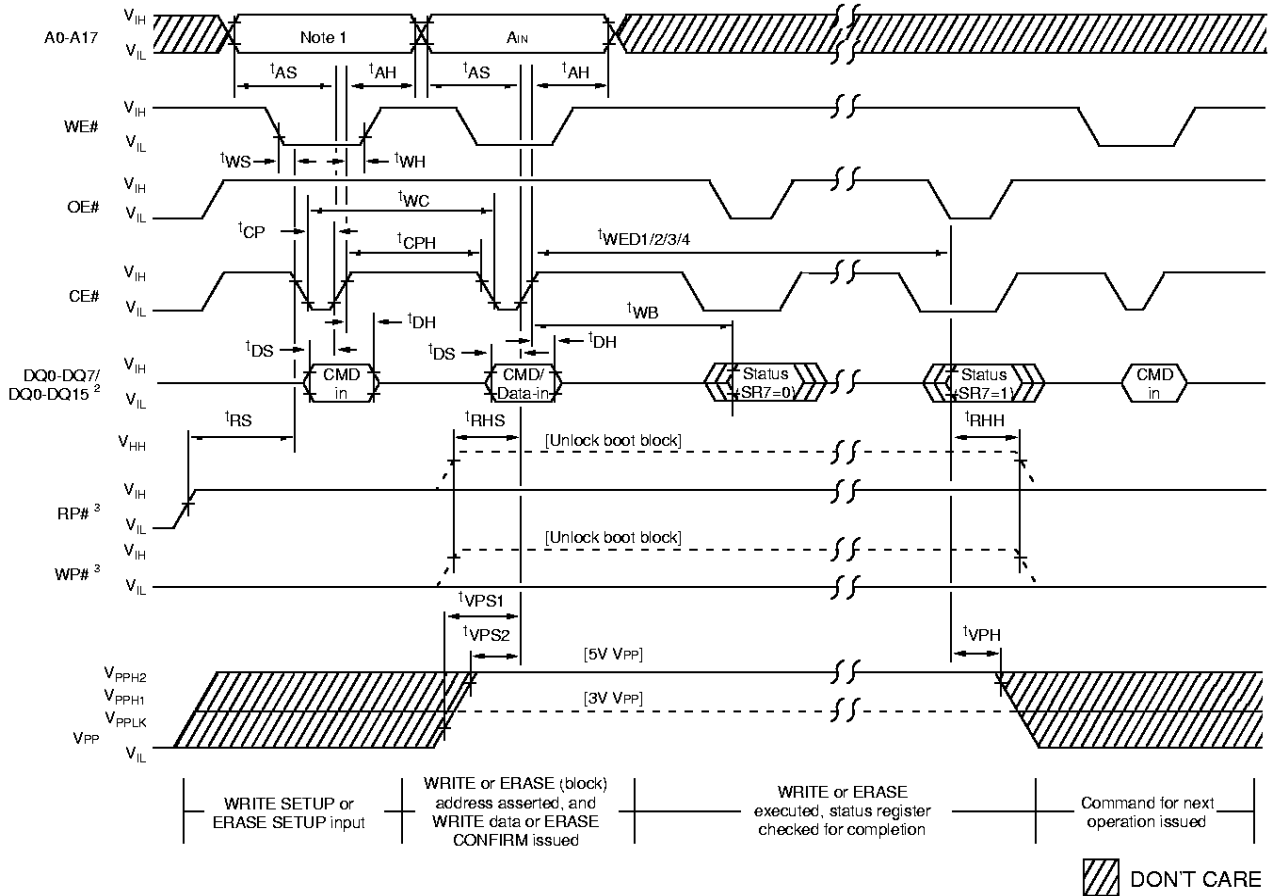 A0-A17
VIH
VIL
Note 1
AIN
tAS
tAH
tAS
tAH
WE#
VIH
VIL
tWS
tWH
OE#
VIH
VIL
tWC
tCP
tCPH
tWED1/2/3/4
CE#
VIH
VIL
tWB
tDH
tDS
tDH
tDS
DQ0-DQ7/
DQ0-DQ15 2
VIH
VIL
CMD
in
CMD/
Data-in
Status
(SR7=0)
Status
(SR7=1)
CMD
in
tRS
tRHS
tRHH
[Unlock boot block]
VHH
VIH
RP# 3
VIL
[Unlock boot block]
VIH
WP# 3
VIL
tVPS1
tVPS2
tVPH
[5V VPP]
VPPH2
VPPH1
[3V VPP]
VPPLK
VPP
VIL
WRITE SETUP or
ERASE SETUP input
WRITE or ERASE (block)
address asserted, and
WRITE data or ERASE
CONFIRM issued
WRITE or ERASE
executed, status register
checked for completion
Command for next
operation issued
DON'T CARE